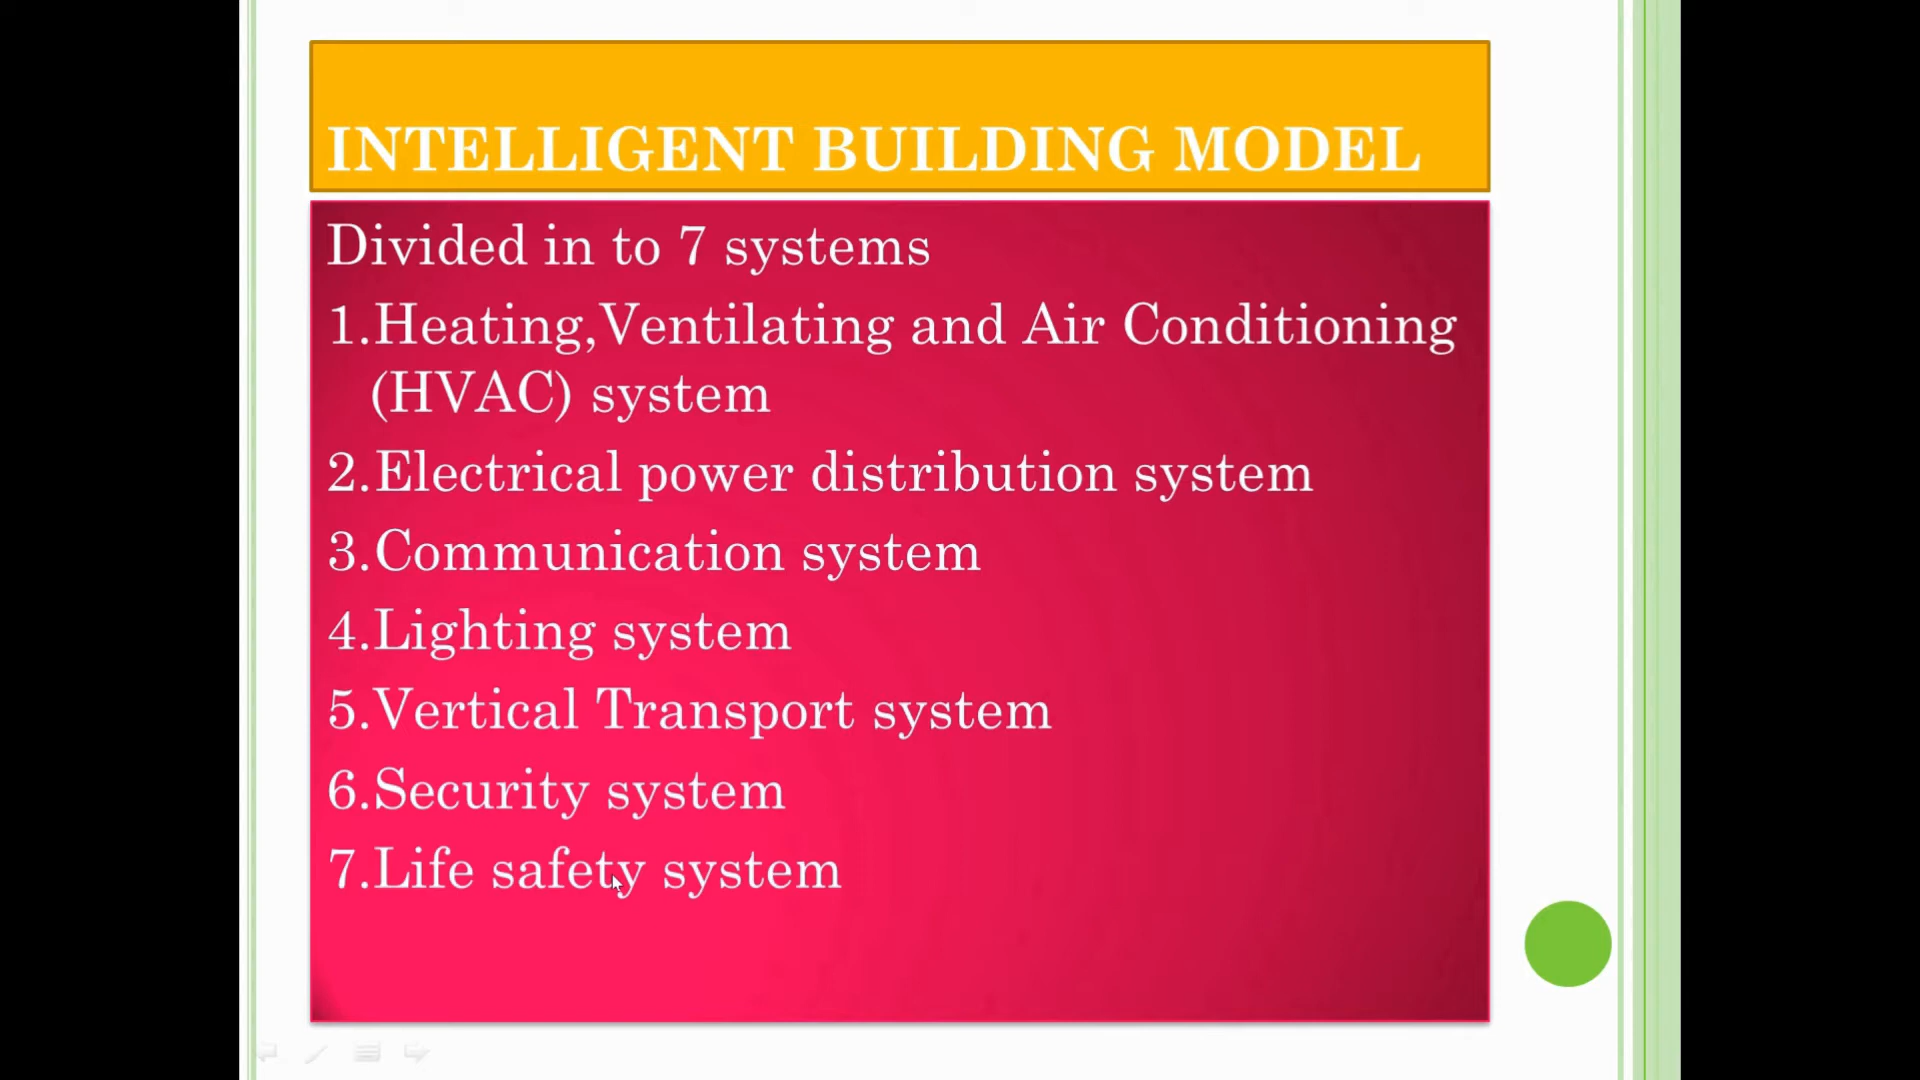 INTELLIGENT BUILDING MODEL
Divided in to 7 systems
1.Heating,Ventilating and Air Conditioning
(HVAC) system
2.Electrical power distribution system
3.Communication system
4.Lighting system
5.Vertical Transport system
6.Security system
7.Life safety system